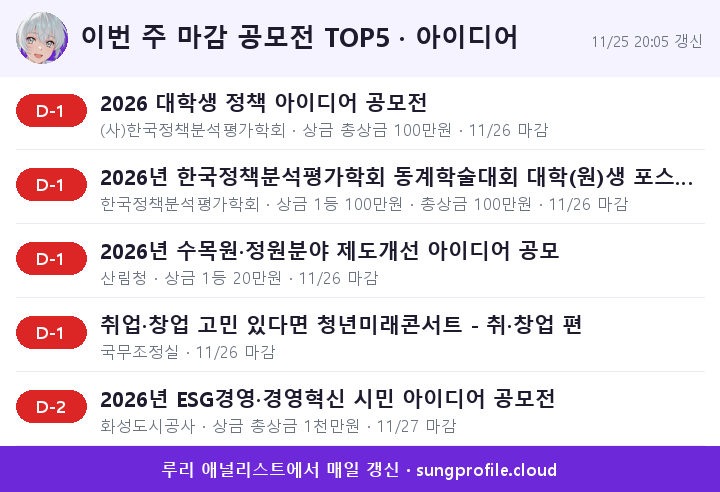 이번 주 마감 공모전 TOP5 · 아이디어
11/25 20:05 갱신
D-1
2026 대학생 정책 아이디어 공모전
(사)한국정책분석평가학회 · 상금 총상금 100만원 · 11/26 마감
D-1
2026년 한국정책분석평가학회 동계학술대회 대학(원)생 포스...
한국정책분석평가학회 · 상금 1등 100만원 · 총상금 100만원 · 11/26 마감
D-1
2026년 수목원·정원분야 제도개선 아이디어 공모
산림청 · 상금 1등 20만원 · 11/26 마감
D-1
취업·창업 고민 있다면 청년미래콘서트 - 취·창업 편
국무조정실 · 11/26 마감
D-2
2026년 ESG경영·경영혁신 시민 아이디어 공모전
화성도시공사 · 상금 총상금 1천만원 · 11/27 마감
루리 애널리스트에서 매일 갱신 · sungprofile.cloud